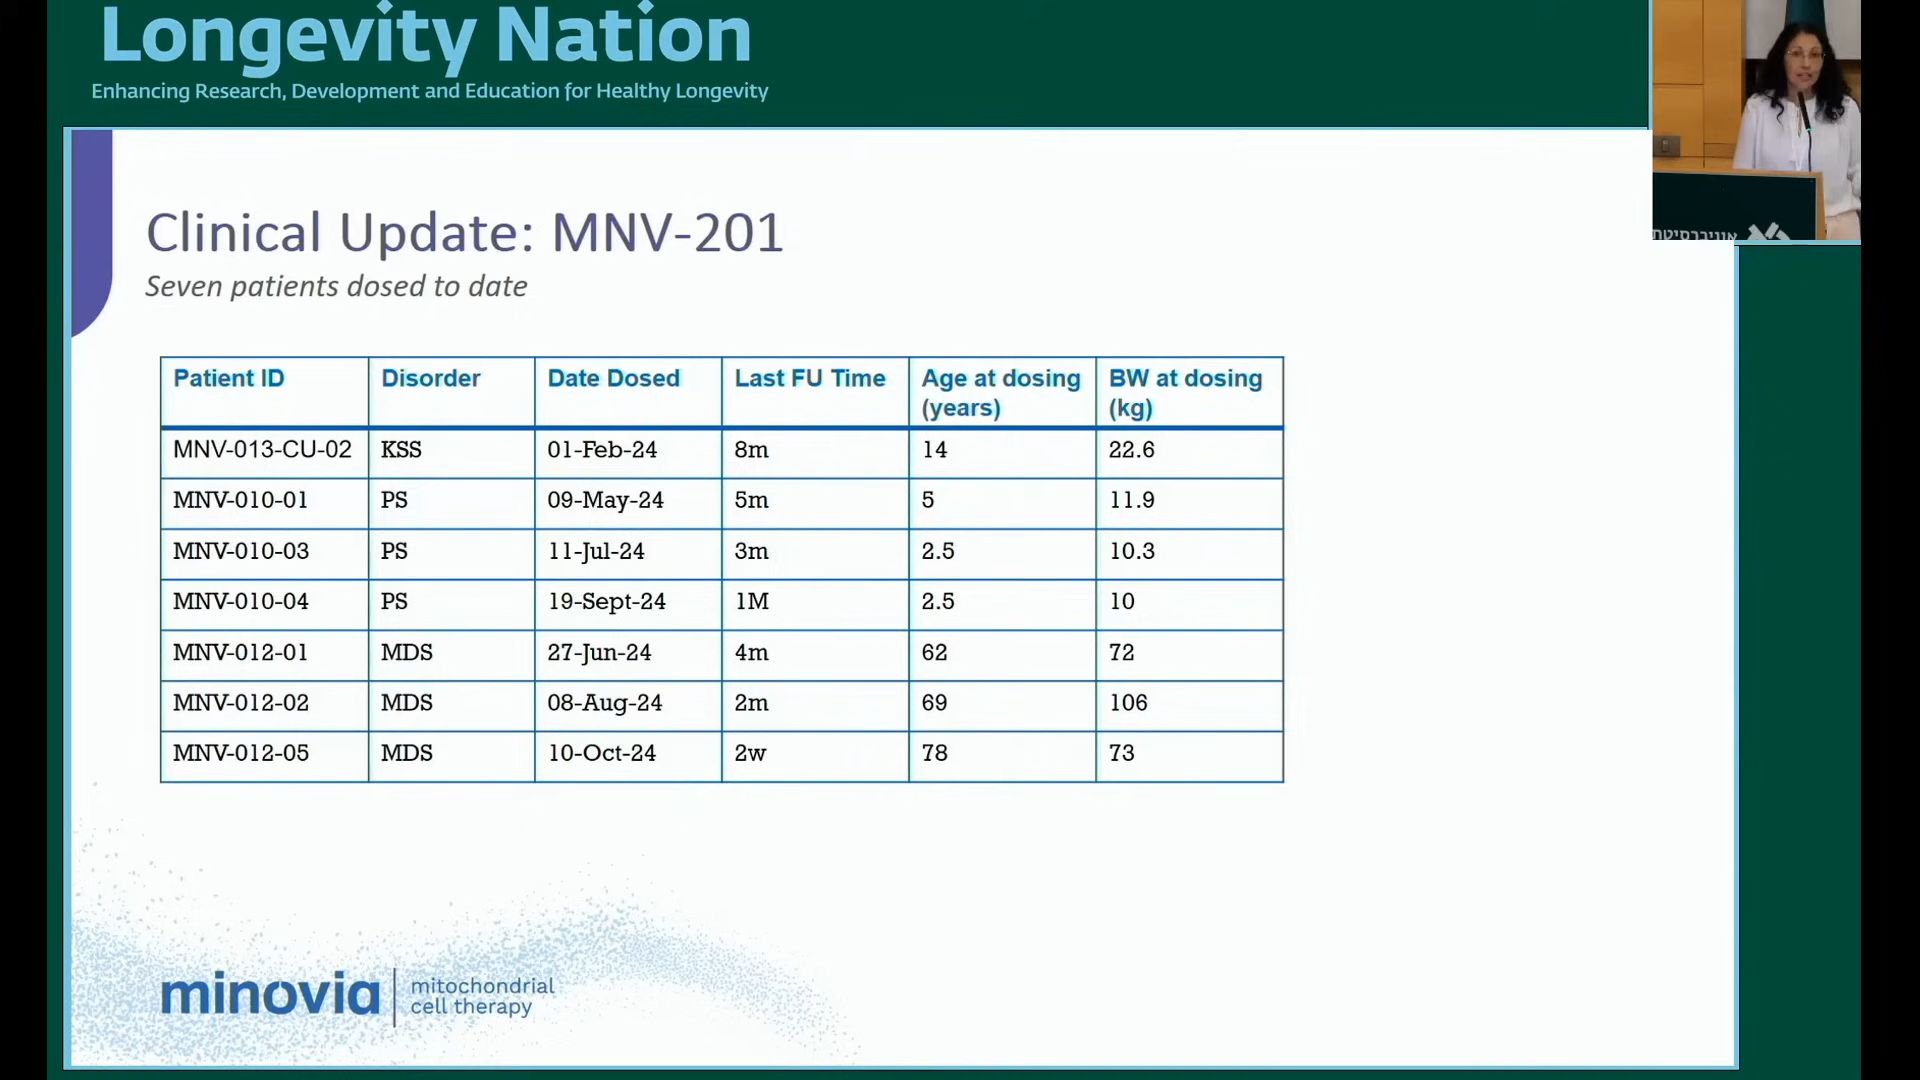 Longevity Nation
Enhancing Research, Development and Education for Healthy Longevity
Clinical Update: MNV-201
Seven patients dosed to date
Patient ID Disorder Date Dosed Last FU Time Age at dosing (years) BW at dosing (kg)
MNV-013-CU-02 KSS 01-Feb-24 8m 14 22.6
MNV-010-01 PS 09-May-24 5m 5 11.9
MNV-010-03 PS 11-Jul-24 3m 2.5 10.3
MNV-010-04 PS 19-Sept-24 1M 2.5 10
MNV-012-01 MDS 27-Jun-24 4m 62 72
MNV-012-02 MDS 08-Aug-24 2m 69 106
MNV-012-05 MDS 10-Oct-24 2w 78 73
minovia
mitochondrial
cell therapy
אוניברסיטת